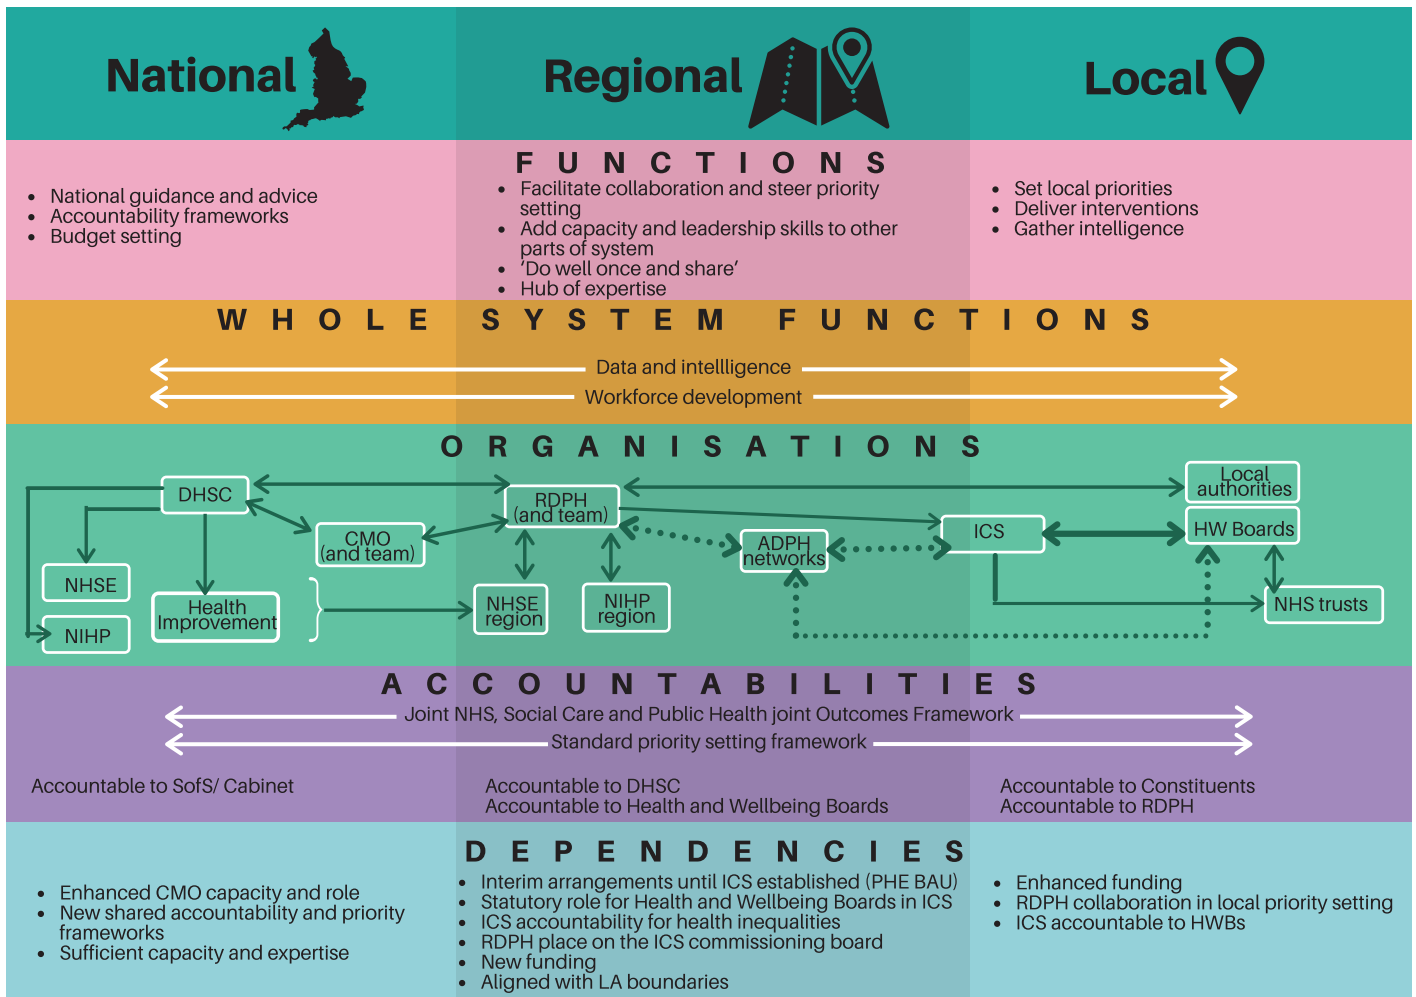 National
Regional
Local
FUNCTIONS
• National guidance and advice
• Accountability frameworks
• Budget setting
• Facilitate collaboration and steer priority
setting
• Add capacity and leadership skills to other
parts of system
• ‘Do well once and share’
• Hub of expertise
• Set local priorities
• Deliver interventions
• Gather intelligence
WHOLE SYSTEM FUNCTIONS
Data and intellligence
Workforce development
ORGANISATIONS
DHSC
CMO
(and team)
NHSE
Health
Improvement
NIHP
RDPH
(and team)
NHSE
region
NIHP
region
ADPH
networks
ICS
Local
authorities
HW Boards
NHS trusts
ACCOUNTABILITIES
Joint NHS, Social Care and Public Health joint Outcomes Framework
Standard priority setting framework
Accountable to SofS/ Cabinet
Accountable to DHSC
Accountable to Health and Wellbeing Boards
Accountable to Constituents
Accountable to RDPH
DEPENDENCIES
• Enhanced CMO capacity and role
• New shared accountability and priority
frameworks
• Sufficient capacity and expertise
• Interim arrangements until ICS established (PHE BAU)
• Statutory role for Health and Wellbeing Boards in ICS
• ICS accountability for health inequalities
• RDPH place on the ICS commissioning board
• New funding
• Aligned with LA boundaries
• Enhanced funding
• RDPH collaboration in local priority setting
• ICS accountable to HWBs